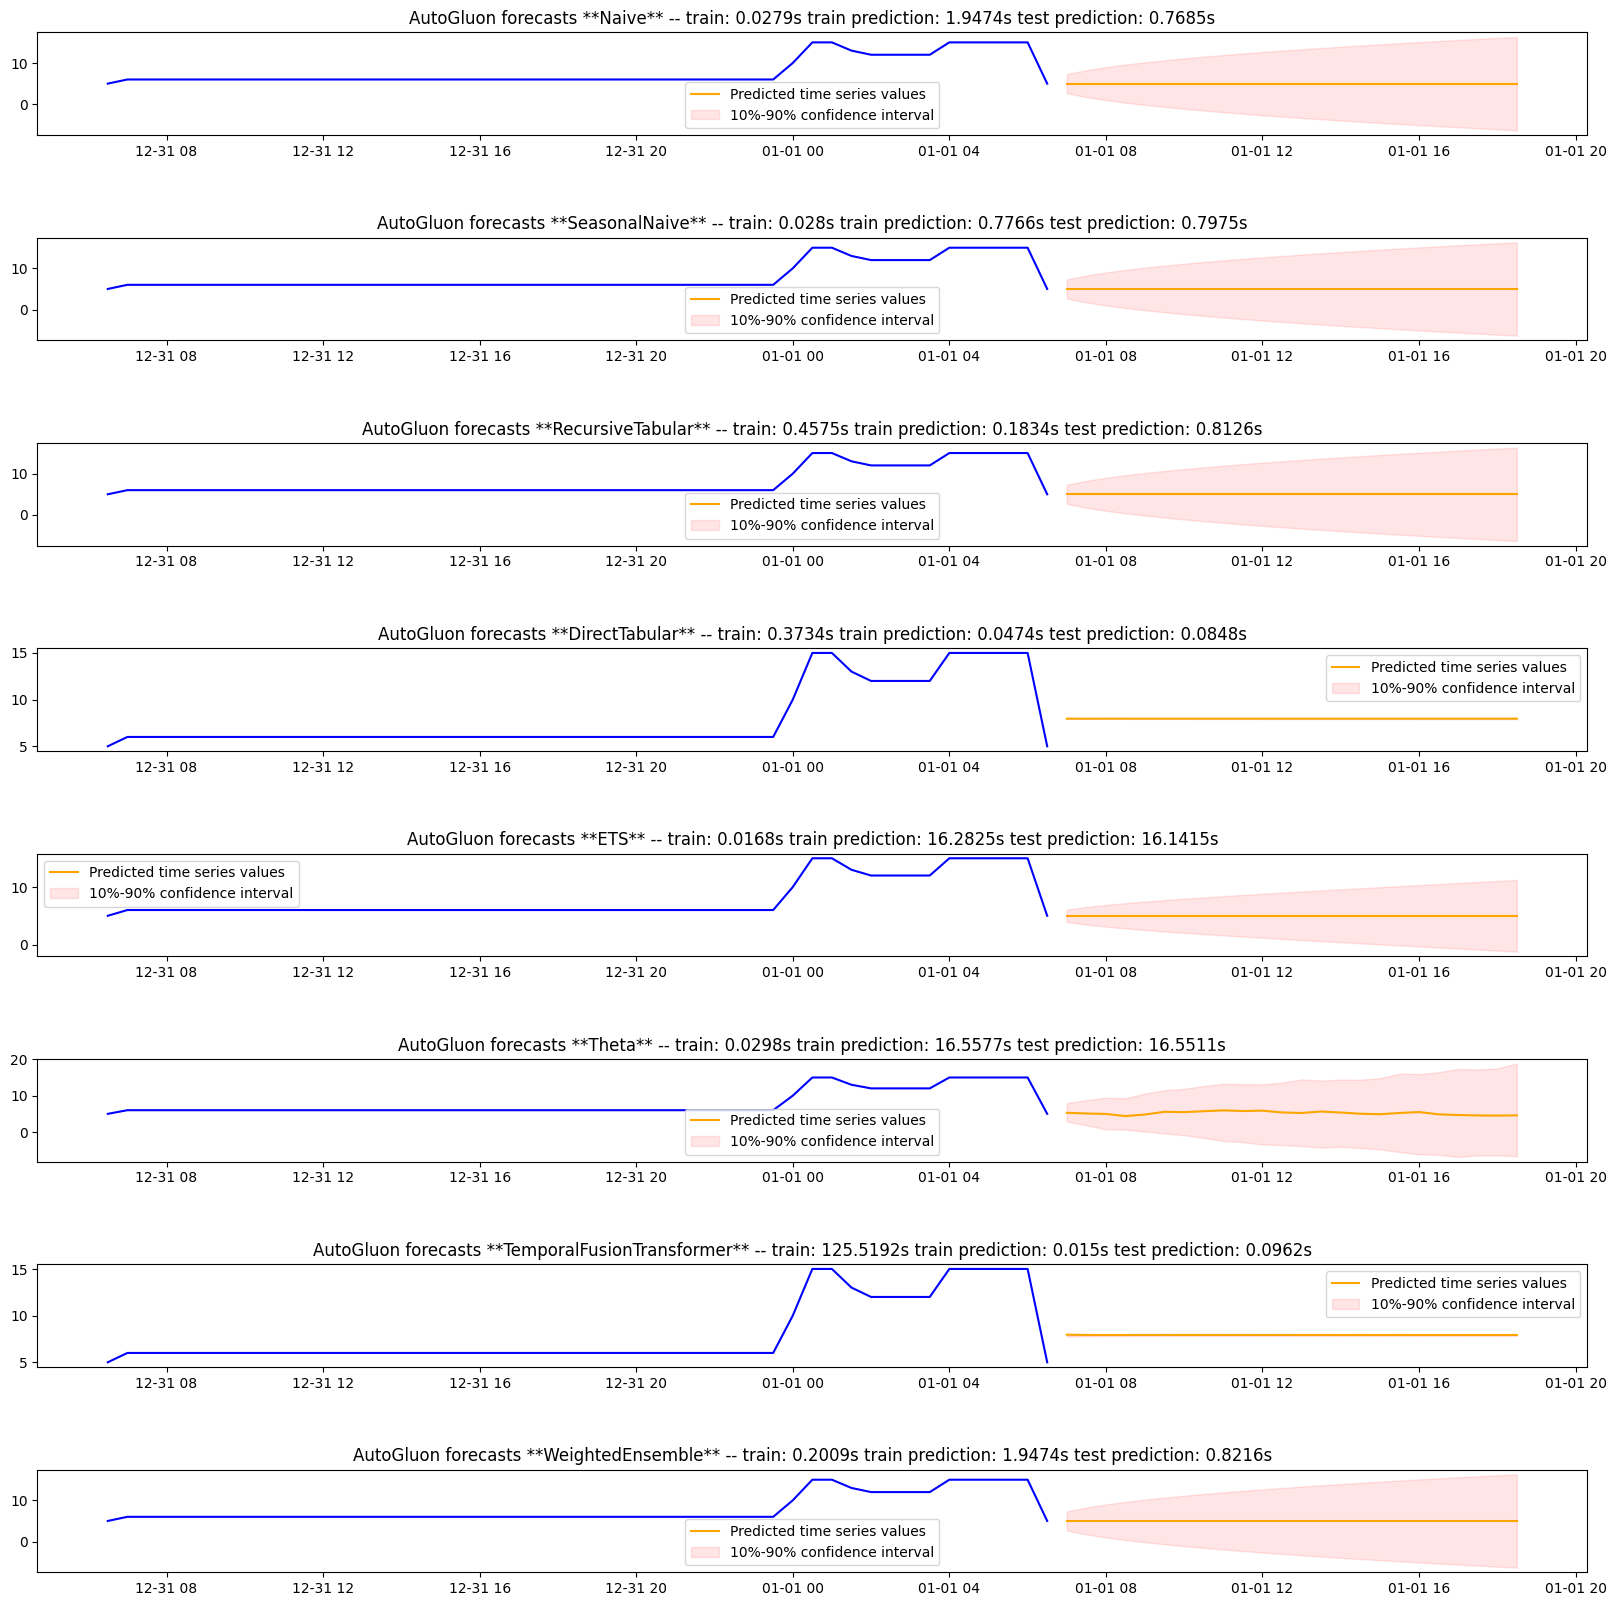 AutoGluon forecasts **Naive** -- train: 0.0279s train prediction: 1.9474s test prediction: 0.7685s
10
0
Predicted time series values
10%-90% confidence interval
12-31 08 12-31 12 12-31 16 12-31 20 01-01 00 01-01 04 01-01 08 01-01 12 01-01 16 01-01 20
AutoGluon forecasts **SeasonalNaive** -- train: 0.028s train prediction: 0.7766s test prediction: 0.7975s
10
0
Predicted time series values
10%-90% confidence interval
12-31 08 12-31 12 12-31 16 12-31 20 01-01 00 01-01 04 01-01 08 01-01 12 01-01 16 01-01 20
AutoGluon forecasts **RecursiveTabular** -- train: 0.4575s train prediction: 0.1834s test prediction: 0.8126s
10
0
Predicted time series values
10%-90% confidence interval
12-31 08 12-31 12 12-31 16 12-31 20 01-01 00 01-01 04 01-01 08 01-01 12 01-01 16 01-01 20
AutoGluon forecasts **DirectTabular** -- train: 0.3734s train prediction: 0.0474s test prediction: 0.0848s
15
10
5
Predicted time series values
10%-90% confidence interval
12-31 08 12-31 12 12-31 16 12-31 20 01-01 00 01-01 04 01-01 08 01-01 12 01-01 16 01-01 20
AutoGluon forecasts **ETS** -- train: 0.0168s train prediction: 16.2825s test prediction: 16.1415s
10
0
Predicted time series values
10%-90% confidence interval
12-31 08 12-31 12 12-31 16 12-31 20 01-01 00 01-01 04 01-01 08 01-01 12 01-01 16 01-01 20
AutoGluon forecasts **Theta** -- train: 0.0298s train prediction: 16.5577s test prediction: 16.5511s
20
10
0
Predicted time series values
10%-90% confidence interval
12-31 08 12-31 12 12-31 16 12-31 20 01-01 00 01-01 04 01-01 08 01-01 12 01-01 16 01-01 20
AutoGluon forecasts **TemporalFusionTransformer** -- train: 125.5192s train prediction: 0.015s test prediction: 0.0962s
15
10
5
Predicted time series values
10%-90% confidence interval
12-31 08 12-31 12 12-31 16 12-31 20 01-01 00 01-01 04 01-01 08 01-01 12 01-01 16 01-01 20
AutoGluon forecasts **WeightedEnsemble** -- train: 0.2009s train prediction: 1.9474s test prediction: 0.8216s
10
0
Predicted time series values
10%-90% confidence interval
12-31 08 12-31 12 12-31 16 12-31 20 01-01 00 01-01 04 01-01 08 01-01 12 01-01 16 01-01 20